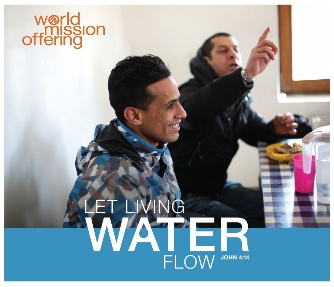 world
mission
offering
LET LIVING
WATER
FLOW JOHN 4:14